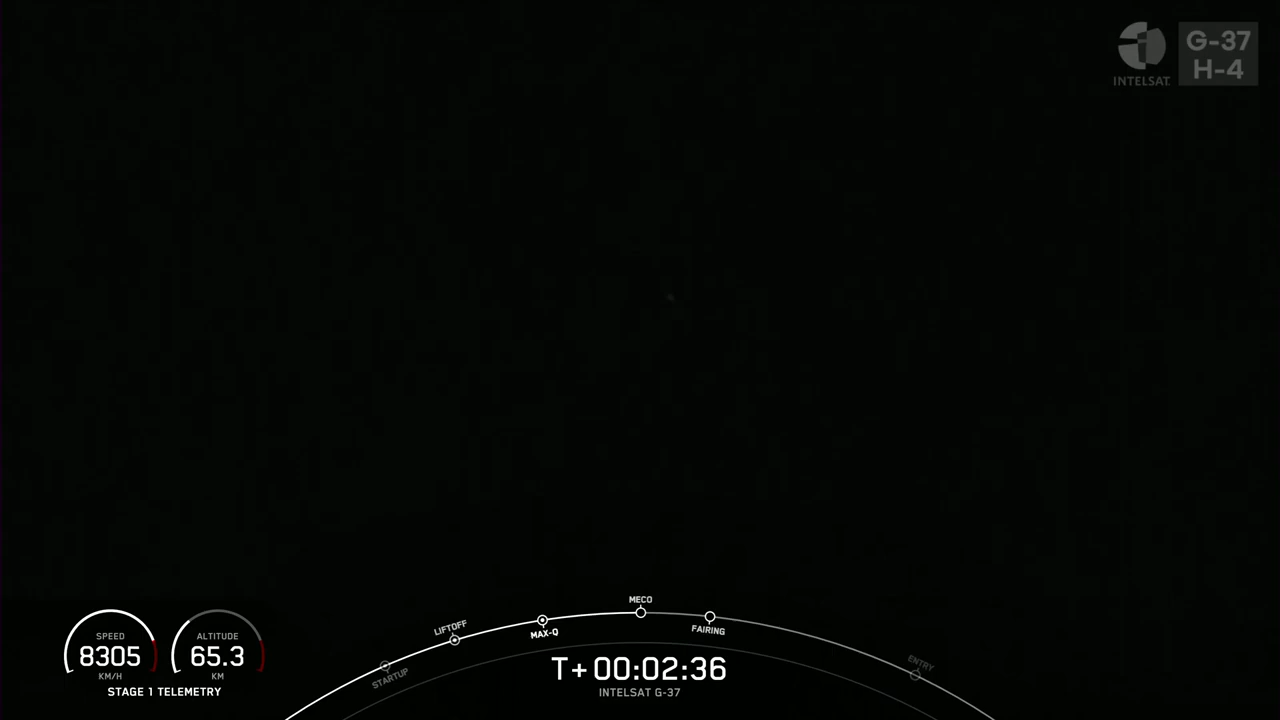 INTELSAT
G-37
H-4
SPEED
8305
KM/H
ALTITUDE
65.3
KM
STAGE 1 TELEMETRY
STARTUP
LIFTOFF
MAX-Q
MECO
FAIRING
ENTRY
T+00:02:36
INTELSAT G-37